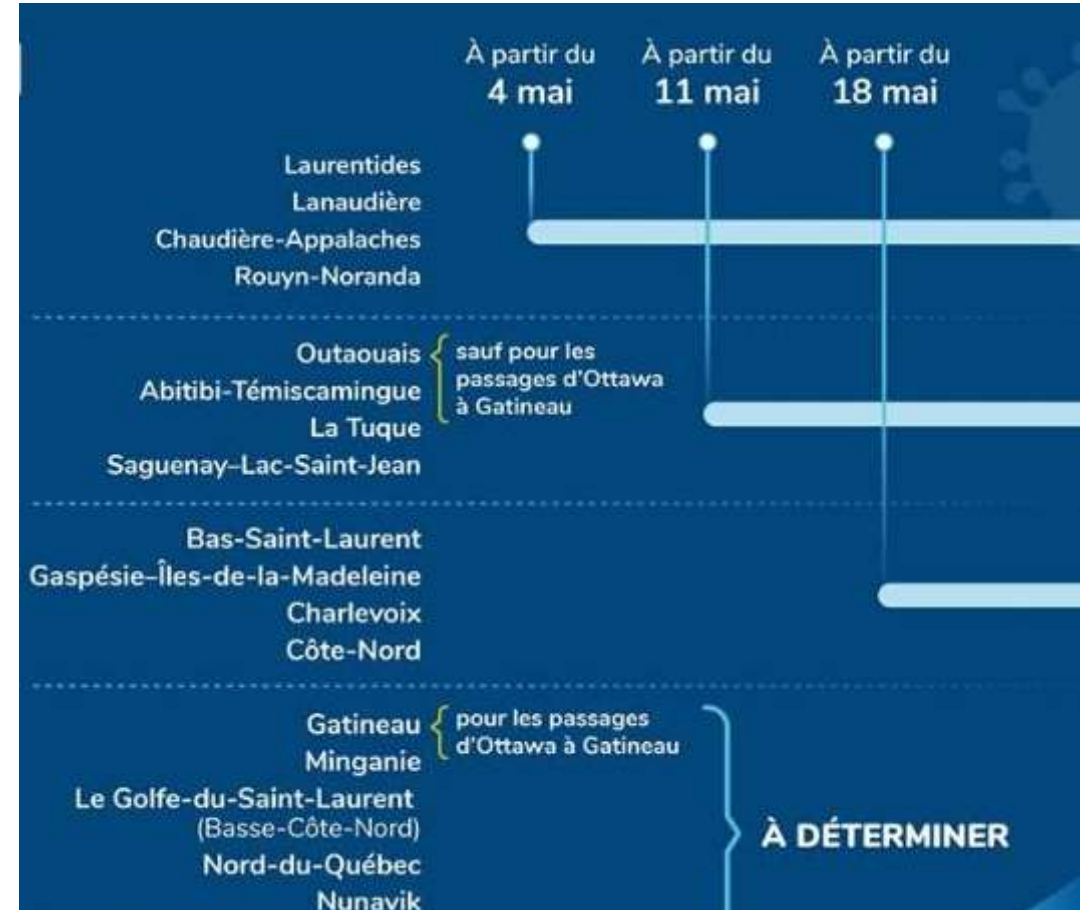 À partir du
4 mai
À partir du
11 mai
À partir du
18 mai
Laurentides
Lanaudière
Chaudière-Appalaches
Rouyn-Noranda
Outaouais
Abitibi-Témiscamingue
La Tuque
Saguenay–Lac-Saint-Jean
sauf pour les
passages d'Ottawa
à Gatineau
Bas-Saint-Laurent
Gaspésie–Îles-de-la-Madeleine
Charlevoix
Côte-Nord
Gatineau
pour les passages
d'Ottawa à Gatineau
Minganie
Le Golfe-du-Saint-Laurent
(Basse-Côte-Nord)
Nord-du-Québec
Nunavik
À DÉTERMINER